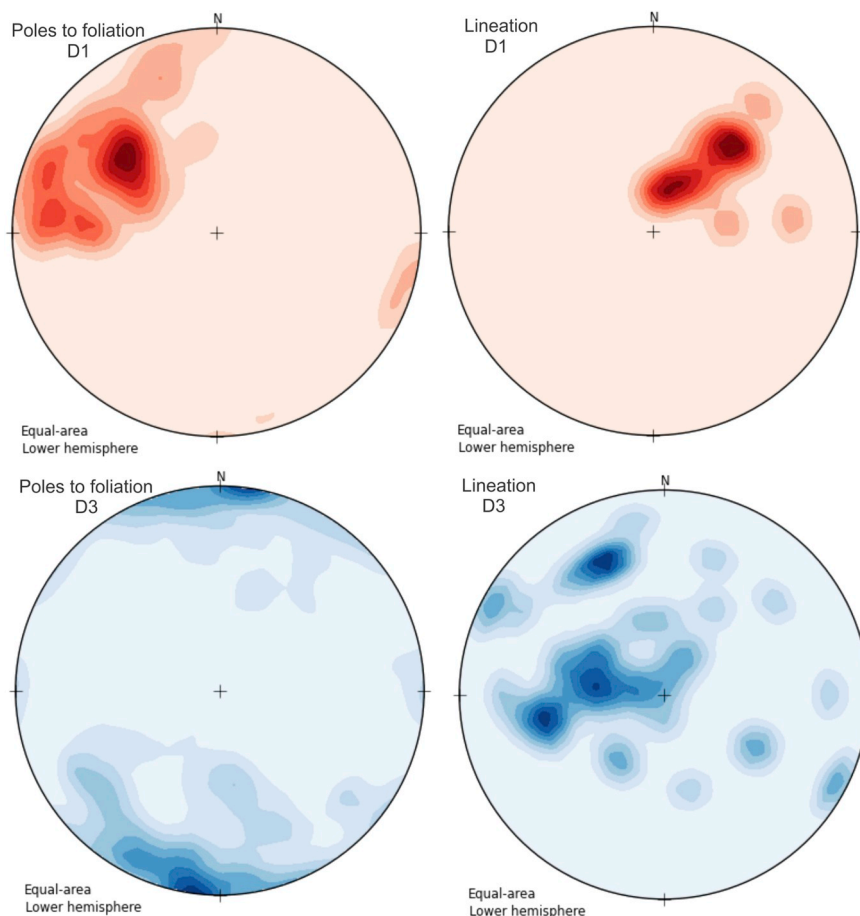 Poles to foliation
D1
N
Lineation
D1
N
Equal-area
Lower hemisphere
Equal-area
Lower hemisphere
Poles to foliation
D3
N
Lineation
D3
N
Equal-area
Lower hemisphere
Equal-area
Lower hemisphere